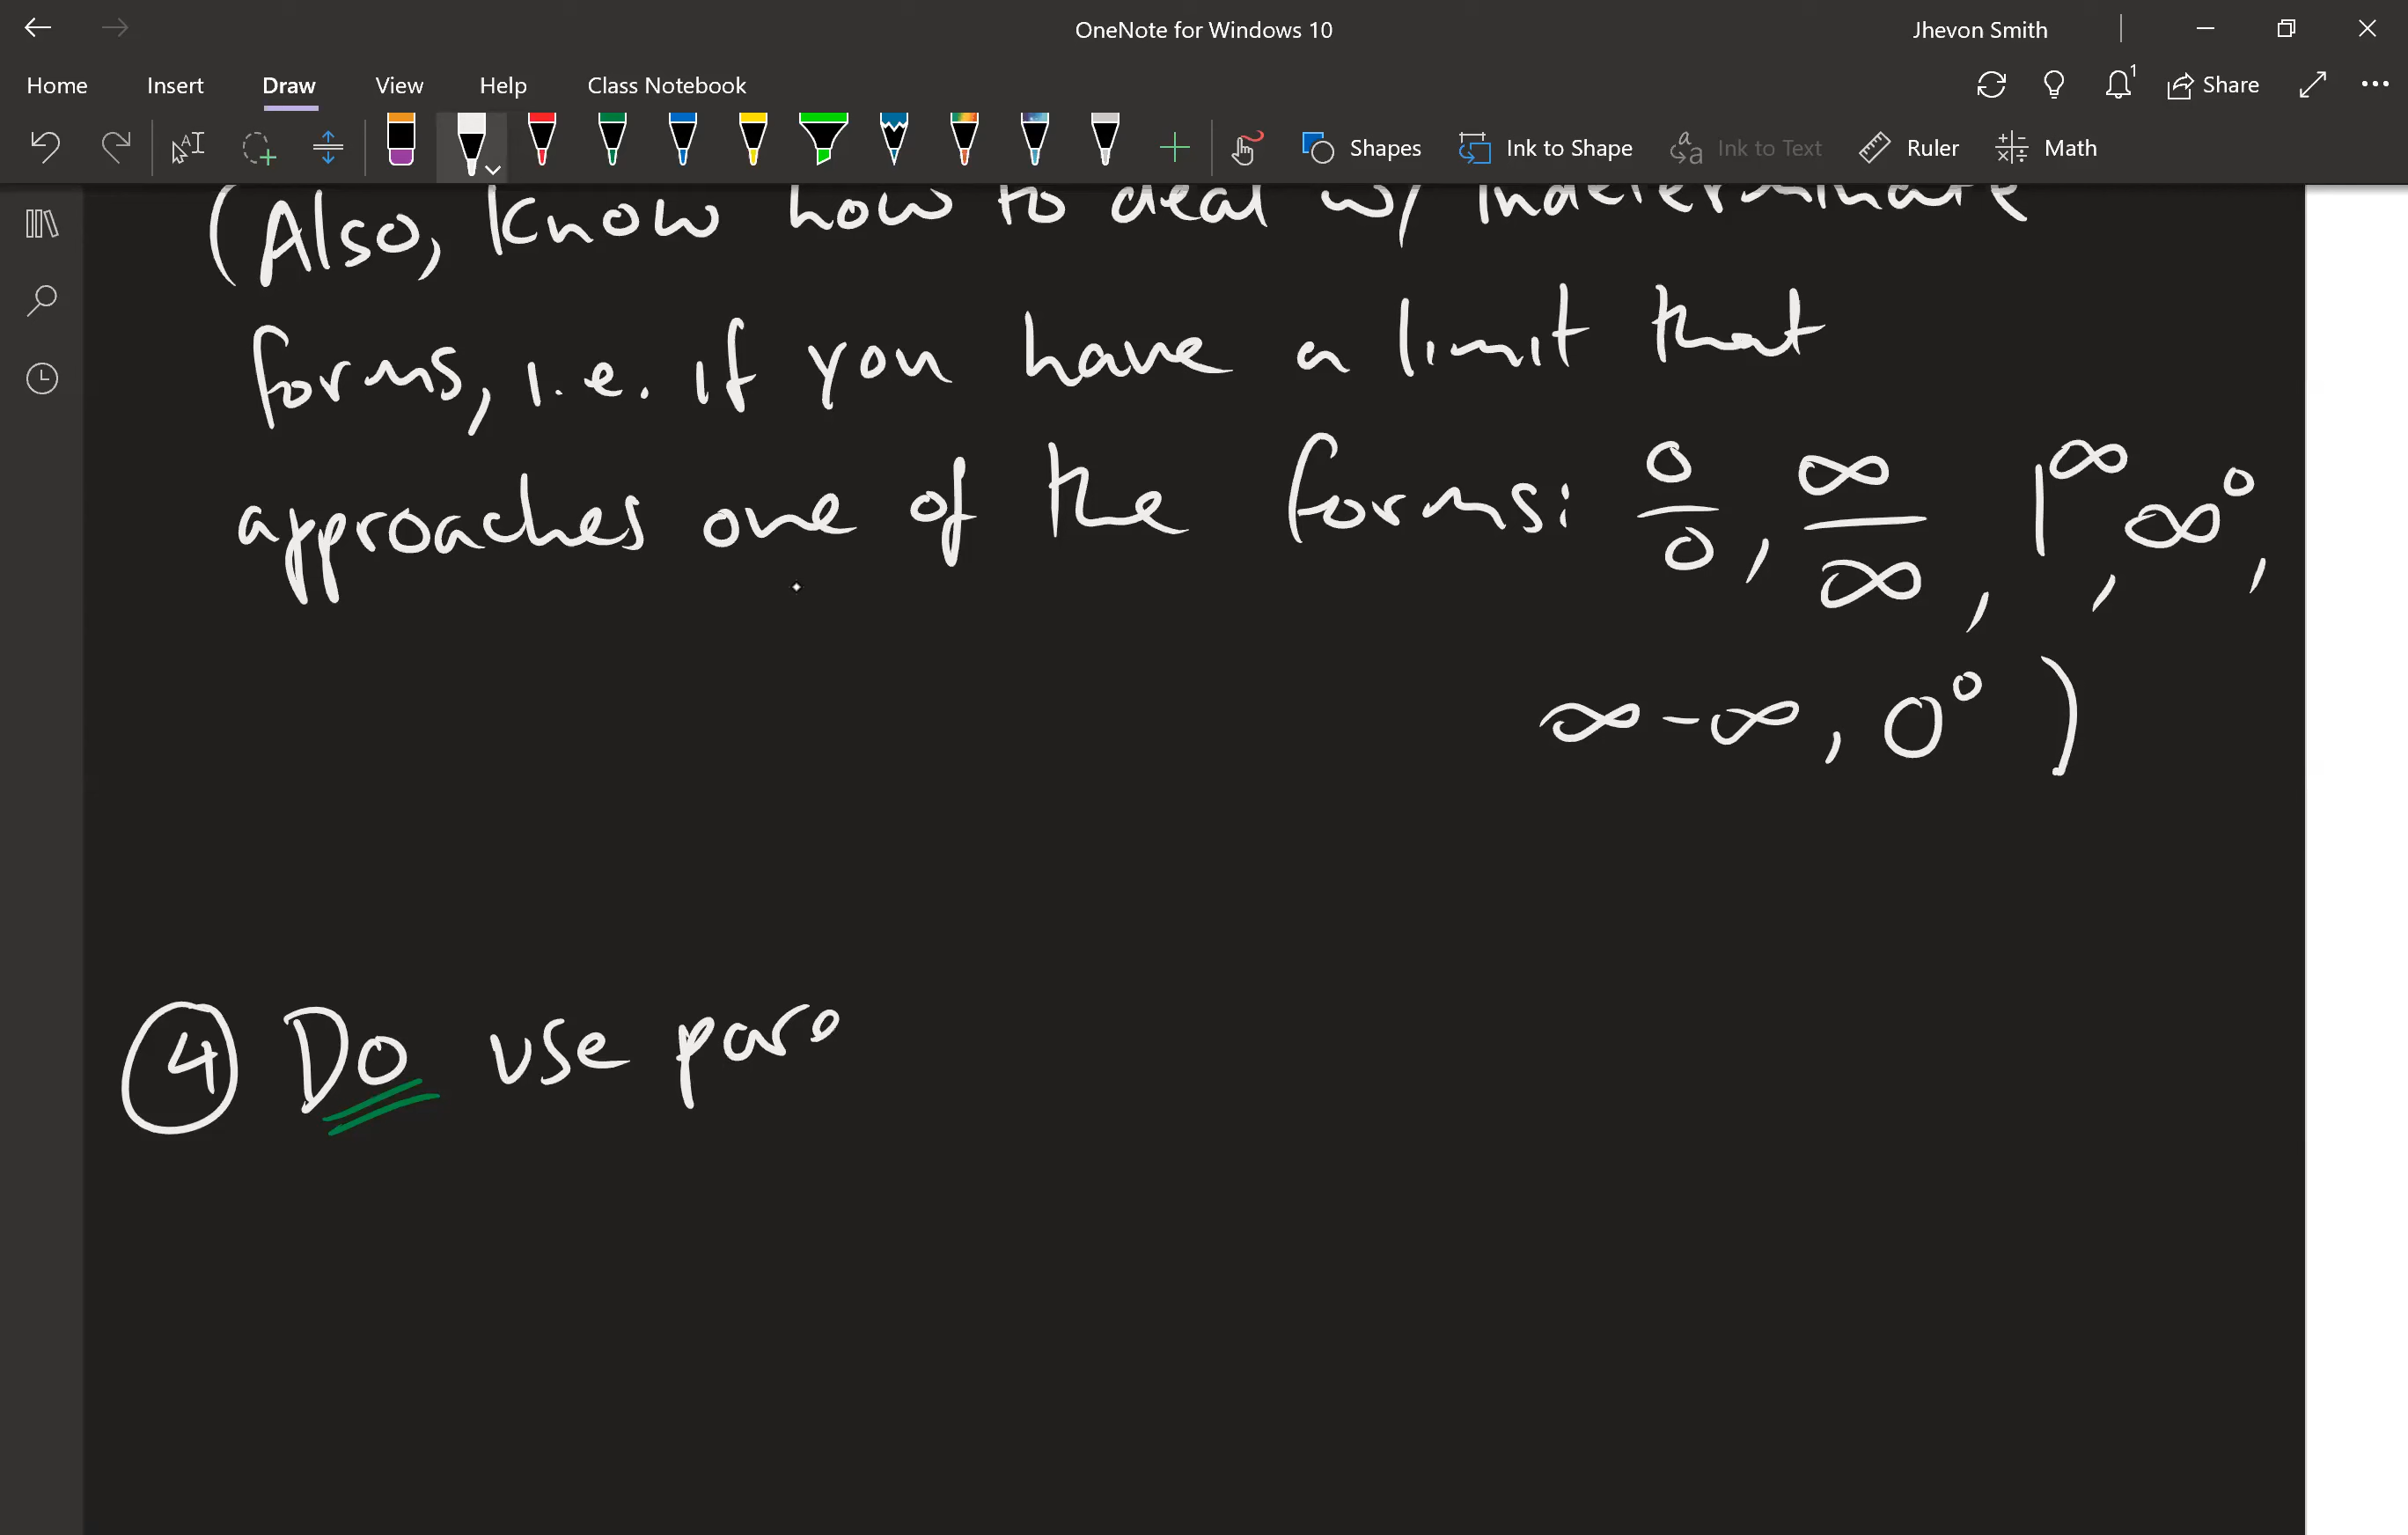 OneNote for Windows 10
Jhevon Smith
Home Insert Draw View Help Class Notebook
1
Share
Shapes Ink to Shape Ink to Text Ruler Math
(Also, know how to deal w/ indeterminate
forms, i.e. if you have a limit that
approaches one of the forms: 0/0, ∞/∞, 1^∞, ∞^0,
∞-∞, 0^0 )
④ Do use pare